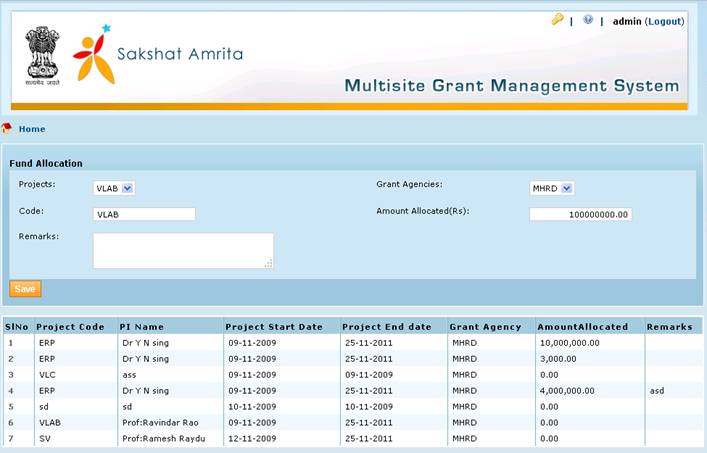 | | admin (Logout)
सत्यमेव जयते
Sakshat Amrita
Multisite Grant Management System
Home
Fund Allocation
Projects: VLAB Grant Agencies: MHRD
Code: VLAB Amount Allocated(Rs): 100000000.00
Remarks:
Save
SlNo Project Code PI Name Project Start Date Project End date Grant Agency AmountAllocated Remarks
1 ERP Dr Y N sing 09-11-2009 25-11-2011 MHRD 10,000,000.00
2 ERP Dr Y N sing 09-11-2009 25-11-2011 MHRD 3,000.00
3 VLC ass 09-11-2009 09-11-2009 MHRD 0.00
4 ERP Dr Y N sing 09-11-2009 25-11-2011 MHRD 4,000,000.00 asd
5 sd sd 10-11-2009 10-11-2009 MHRD 0.00
6 VLAB Prof:Ravindar Rao 09-11-2009 25-11-2011 MHRD 0.00
7 SV Prof:Ramesh Raydu 12-11-2009 25-11-2011 MHRD 0.00